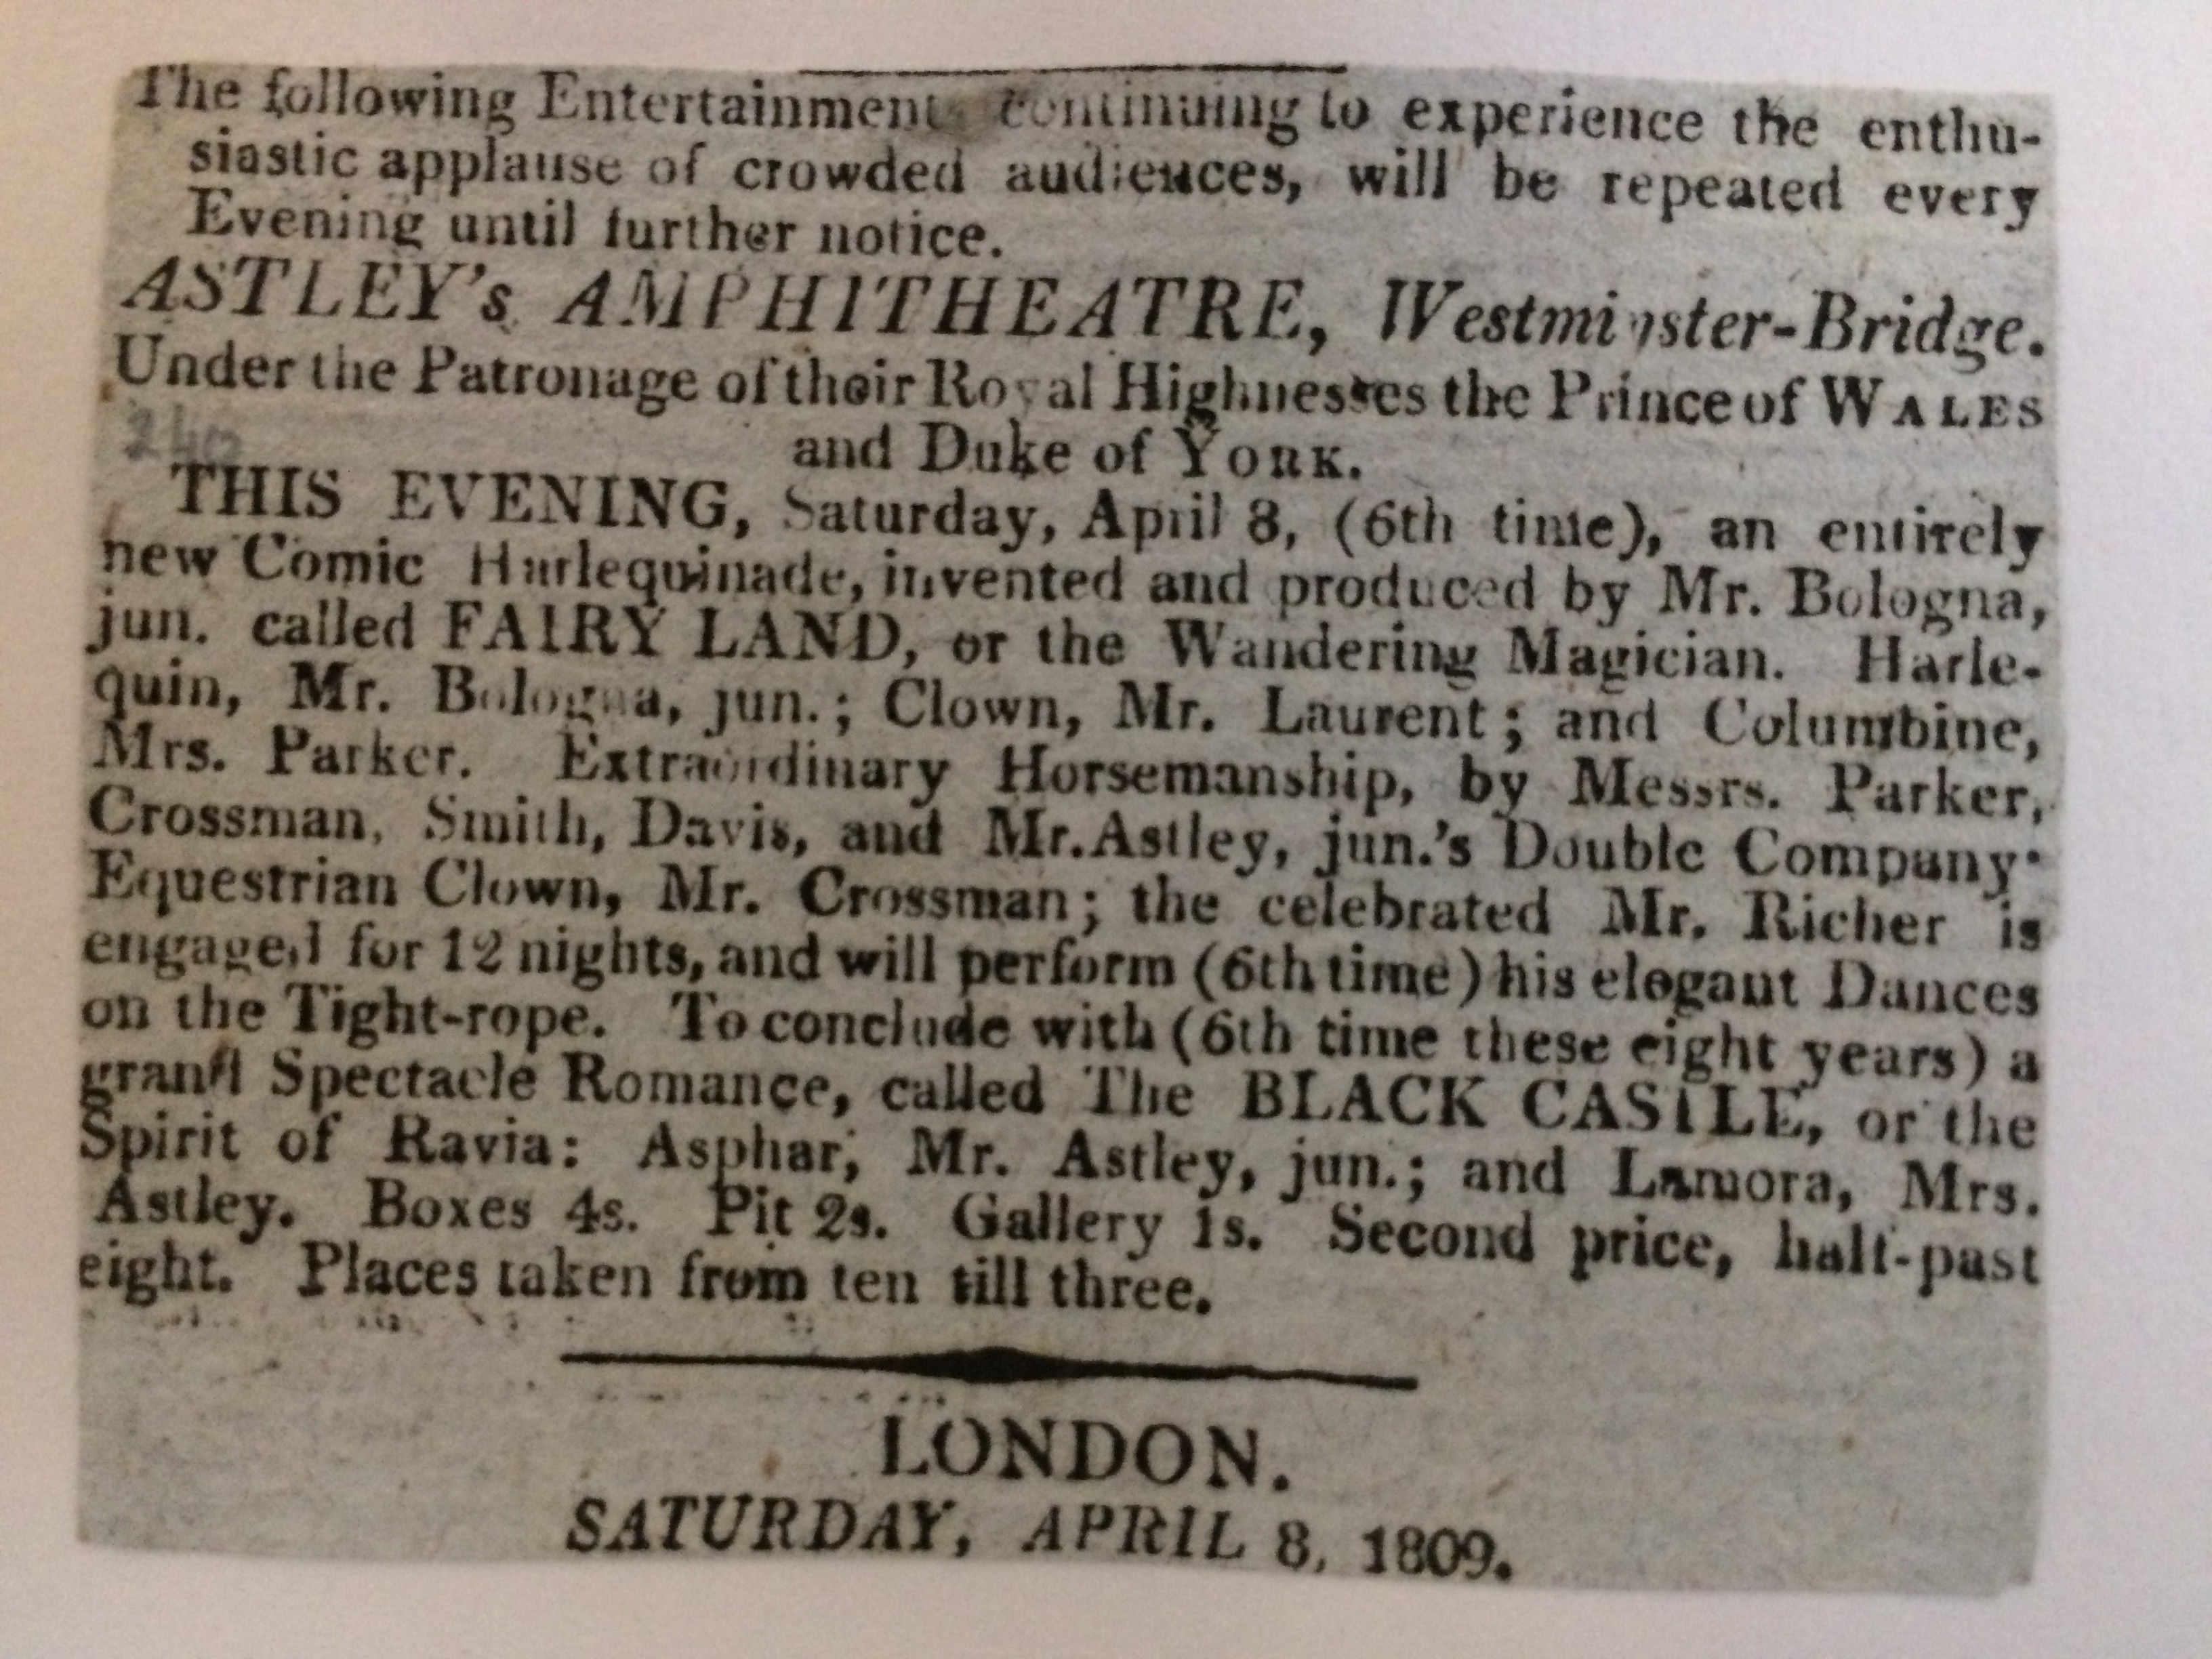 The following Entertainments continuing to experience the enthu-
siastic applause of crowded audiences, will be repeated every
Evening until further notice.
ASTLEY's AMPHITHEATRE, Westminster-Bridge.
Under the Patronage of their Royal Highnesses the Prince of WALES
and Duke of YORK.
THIS EVENING, Saturday, April 8, (6th time), an entirely
new Comic Harlequinade, invented and produced by Mr. Bologna,
jun. called FAIRY LAND, or the Wandering Magician. Harle-
quin, Mr. Bologna, jun.; Clown, Mr. Laurent; and Columbine,
Mrs. Parker. Extraordinary Horsemanship, by Messrs. Parker,
Crossman, Smith, Davis, and Mr. Astley, jun.'s Double Company.
Equestrian Clown, Mr. Crossman; the celebrated Mr. Richer is
engaged for 12 nights, and will perform (6th time) his elegant Dances
on the Tight-rope. To conclude with (6th time these eight years) a
grand Spectacle Romance, called The BLACK CASTLE, or the
Spirit of Ravia: Asphar, Mr. Astley, jun.; and Lamora, Mrs.
Astley. Boxes 4s. Pit 2s. Gallery 1s. Second price, half-past
eight. Places taken from ten till three.
LONDON.
SATURDAY, APRIL 8, 1809.